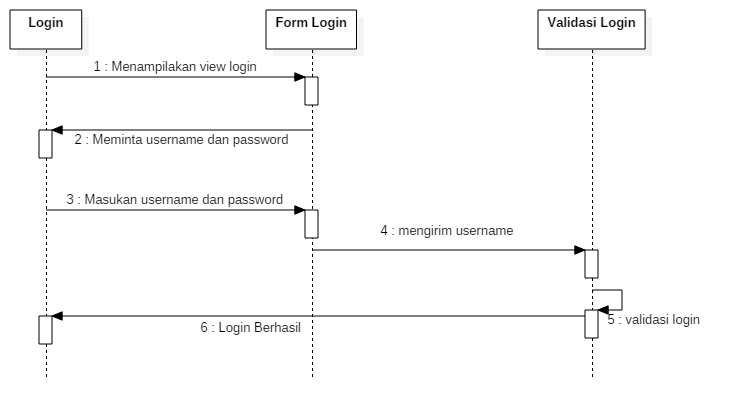 Login
Form Login
Validasi Login
1 : Menampilakan view login
2 : Meminta username dan password
3 : Masukan username dan password
4 : mengirim username
5 : validasi login
6 : Login Berhasil